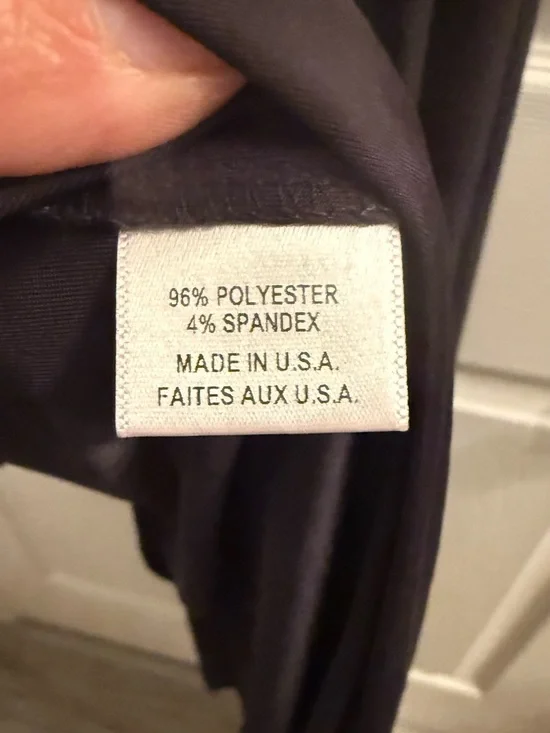 96% POLYESTER
4% SPANDEX
MADE IN U.S.A.
FAITES AUX U.S.A.